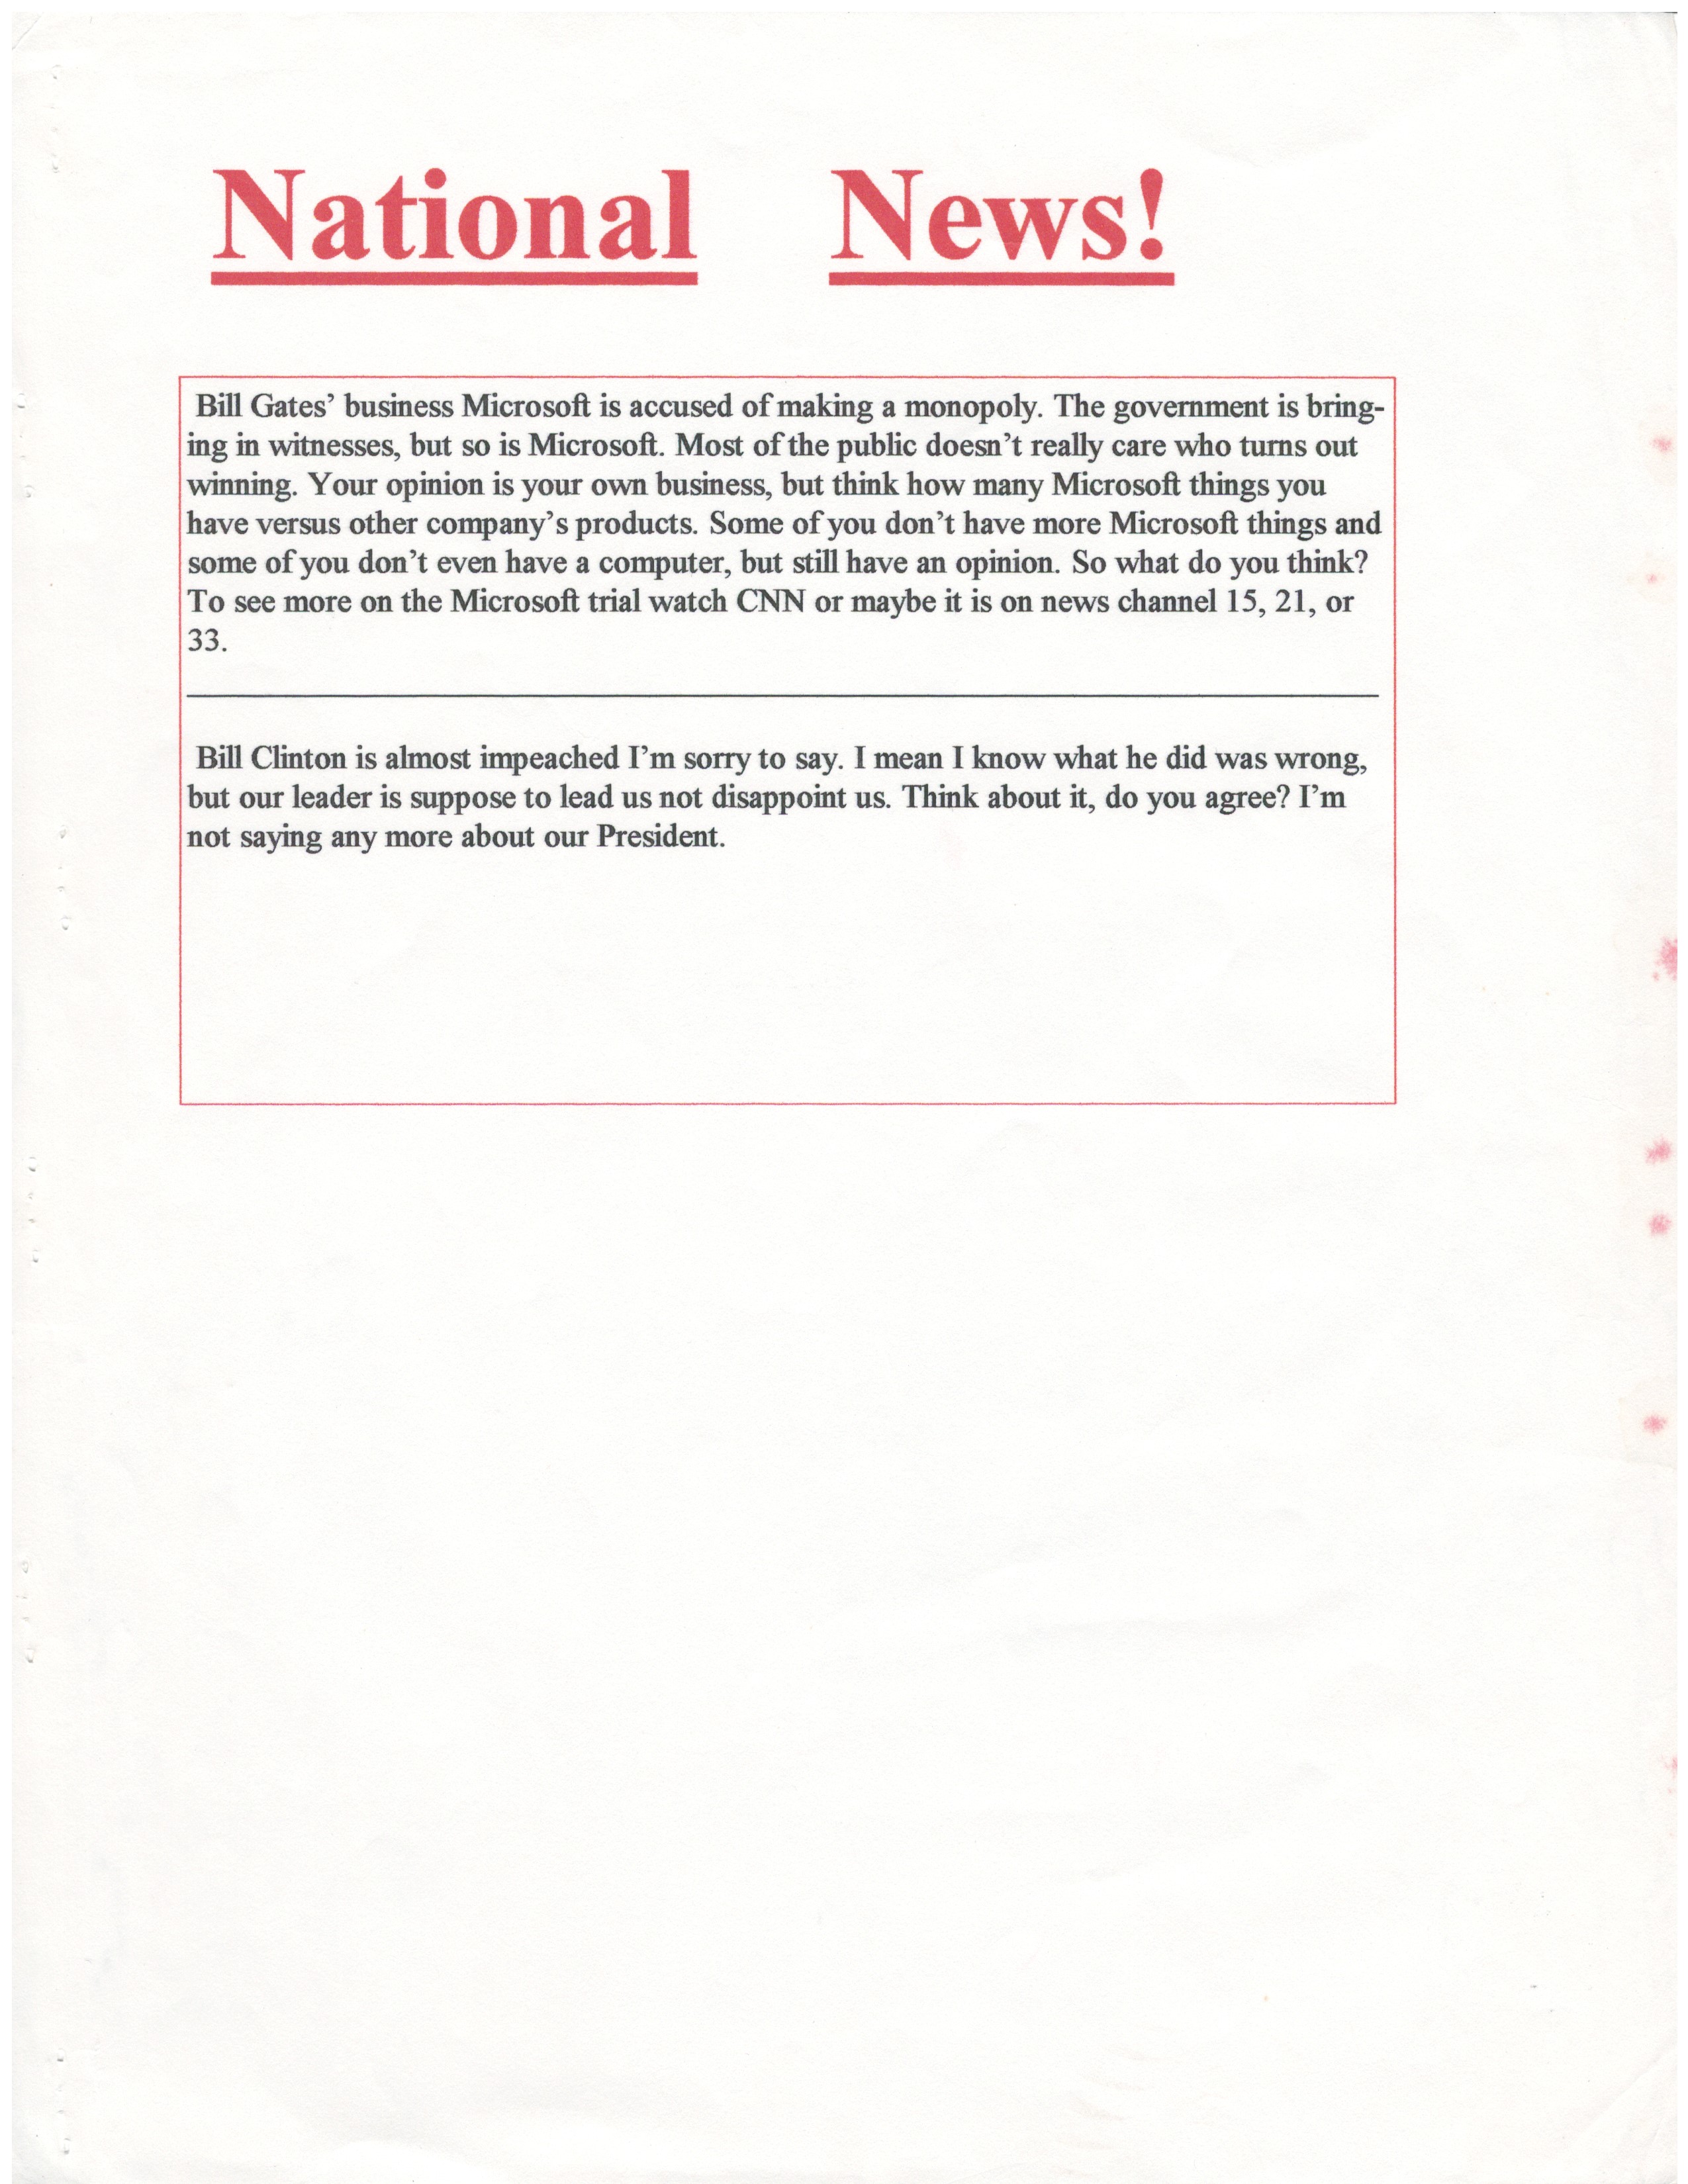 National News!
Bill Gates’ business Microsoft is accused of making a monopoly. The government is bring-
ing in witnesses, but so is Microsoft. Most of the public doesn’t really care who turns out
winning. Your opinion is your own business, but think how many Microsoft things you
have versus other company’s products. Some of you don’t have more Microsoft things and
some of you don’t even have a computer, but still have an opinion. So what do you think?
To see more on the Microsoft trial watch CNN or maybe it is on news channel 15, 21, or
33.
Bill Clinton is almost impeached I’m sorry to say. I mean I know what he did was wrong,
but our leader is suppose to lead us not disappoint us. Think about it, do you agree? I’m
not saying any more about our President.